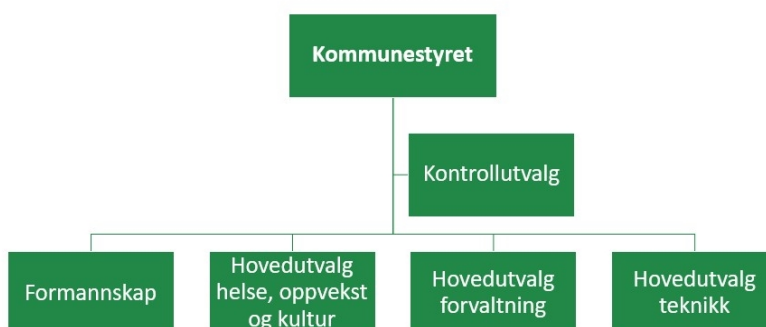 Kommunestyret
Kontrollutvalg
Formannskap
Hovedutvalg
helse, oppvekst
og kultur
Hovedutvalg
forvaltning
Hovedutvalg
teknikk